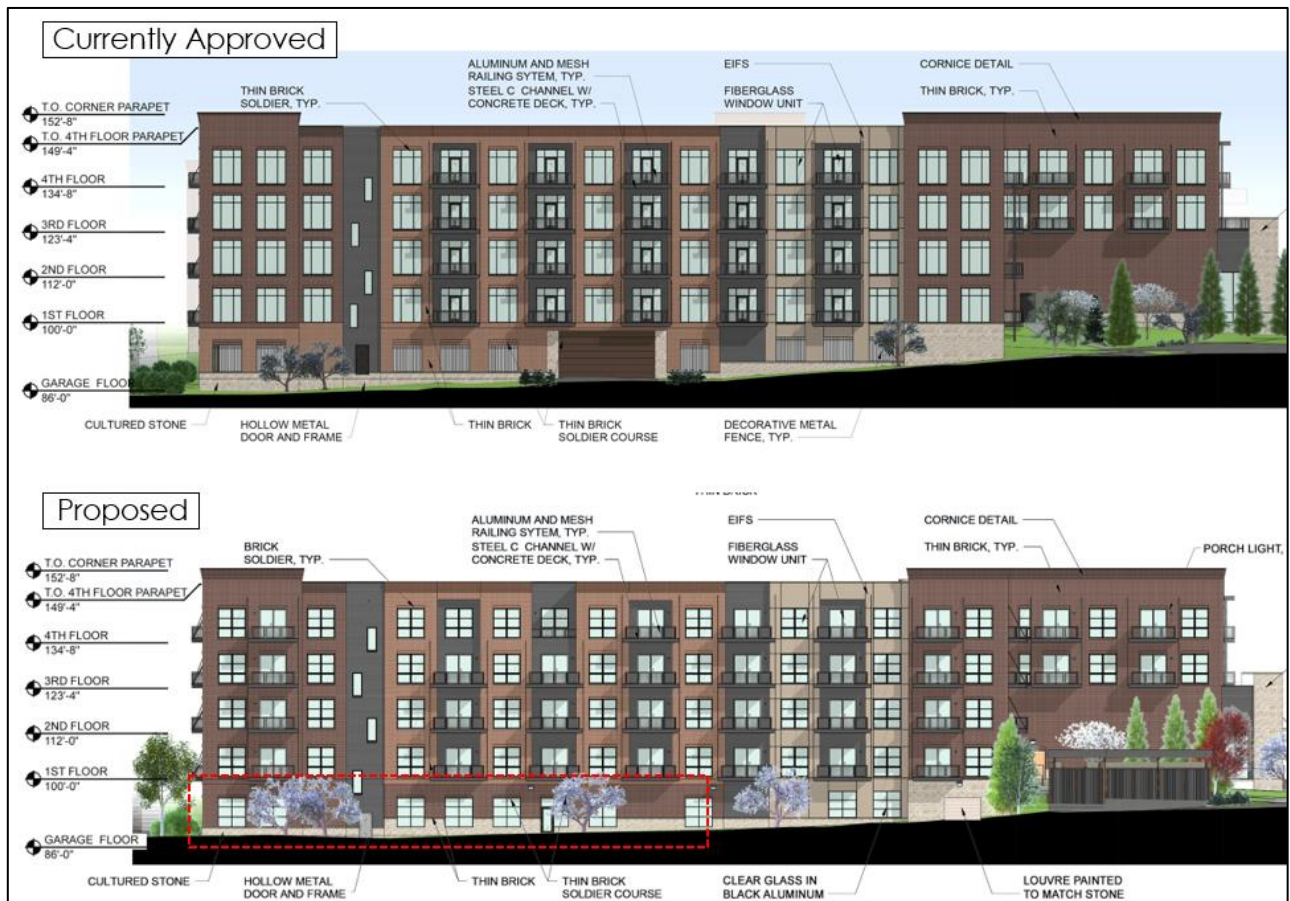 Currently Approved
ALUMINUM AND MESH
RAILING SYTEM, TYP.
STEEL C CHANNEL W/
CONCRETE DECK, TYP.
EIFS
CORNICE DETAIL
THIN BRICK
SOLDIER, TYP.
FIBERGLASS
WINDOW UNIT
THIN BRICK, TYP.
T.O. CORNER PARAPET
152'-8"
T.O. 4TH FLOOR PARAPET
149'-4"
4TH FLOOR
134'-8"
3RD FLOOR
123'-4"
2ND FLOOR
112'-0"
1ST FLOOR
100'-0"
GARAGE FLOOR
86'-0"
CULTURED STONE
HOLLOW METAL
DOOR AND FRAME
THIN BRICK
THIN BRICK
SOLDIER COURSE
DECORATIVE METAL
FENCE, TYP.
Proposed
THIN BRICK
ALUMINUM AND MESH
RAILING SYTEM, TYP.
STEEL C CHANNEL W/
CONCRETE DECK, TYP.
EIFS
CORNICE DETAIL
BRICK
SOLDIER, TYP.
FIBERGLASS
WINDOW UNIT
THIN BRICK, TYP.
PORCH LIGHT,
T.O. CORNER PARAPET
152'-8"
T.O. 4TH FLOOR PARAPET
149'-4"
4TH FLOOR
134'-8"
3RD FLOOR
123'-4"
2ND FLOOR
112'-0"
1ST FLOOR
100'-0"
GARAGE FLOOR
86'-0"
CULTURED STONE
HOLLOW METAL
DOOR AND FRAME
THIN BRICK
THIN BRICK
SOLDIER COURSE
CLEAR GLASS IN
BLACK ALUMINUM
LOUVRE PAINTED
TO MATCH STONE